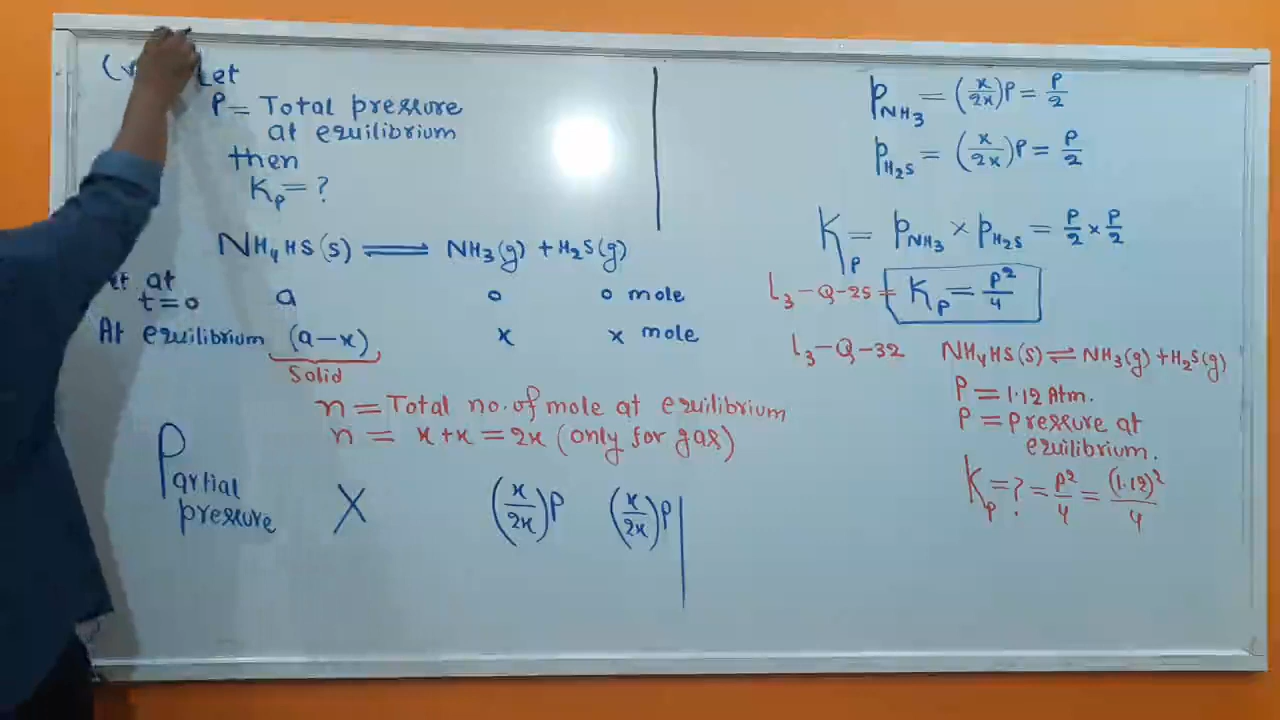 Let
P = Total pressure
at equilibrium
then
Kp = ?
NH4HS(s) ⇌ NH3(g) + H2S(g)
at
t=0 a 0 0 mole
At equilibrium (a-x) x x mole
Solid
n = Total no. of mole at equilibrium
n = x+x = 2x (only for gas)
Partial
pressure X (x/2x)P (x/2x)P
PNH3 = (x/2x)P = P/2
PH2S = (x/2x)P = P/2
Kp = PNH3 × PH2S = P/2 × P/2
L3-Q-25 Kp = P²/4
L3-Q-32 NH4HS(s) ⇌ NH3(g) + H2S(g)
P = 1.12 Atm.
P = pressure at
equilibrium.
Kp = ? = P²/4 = (1.12)²/4